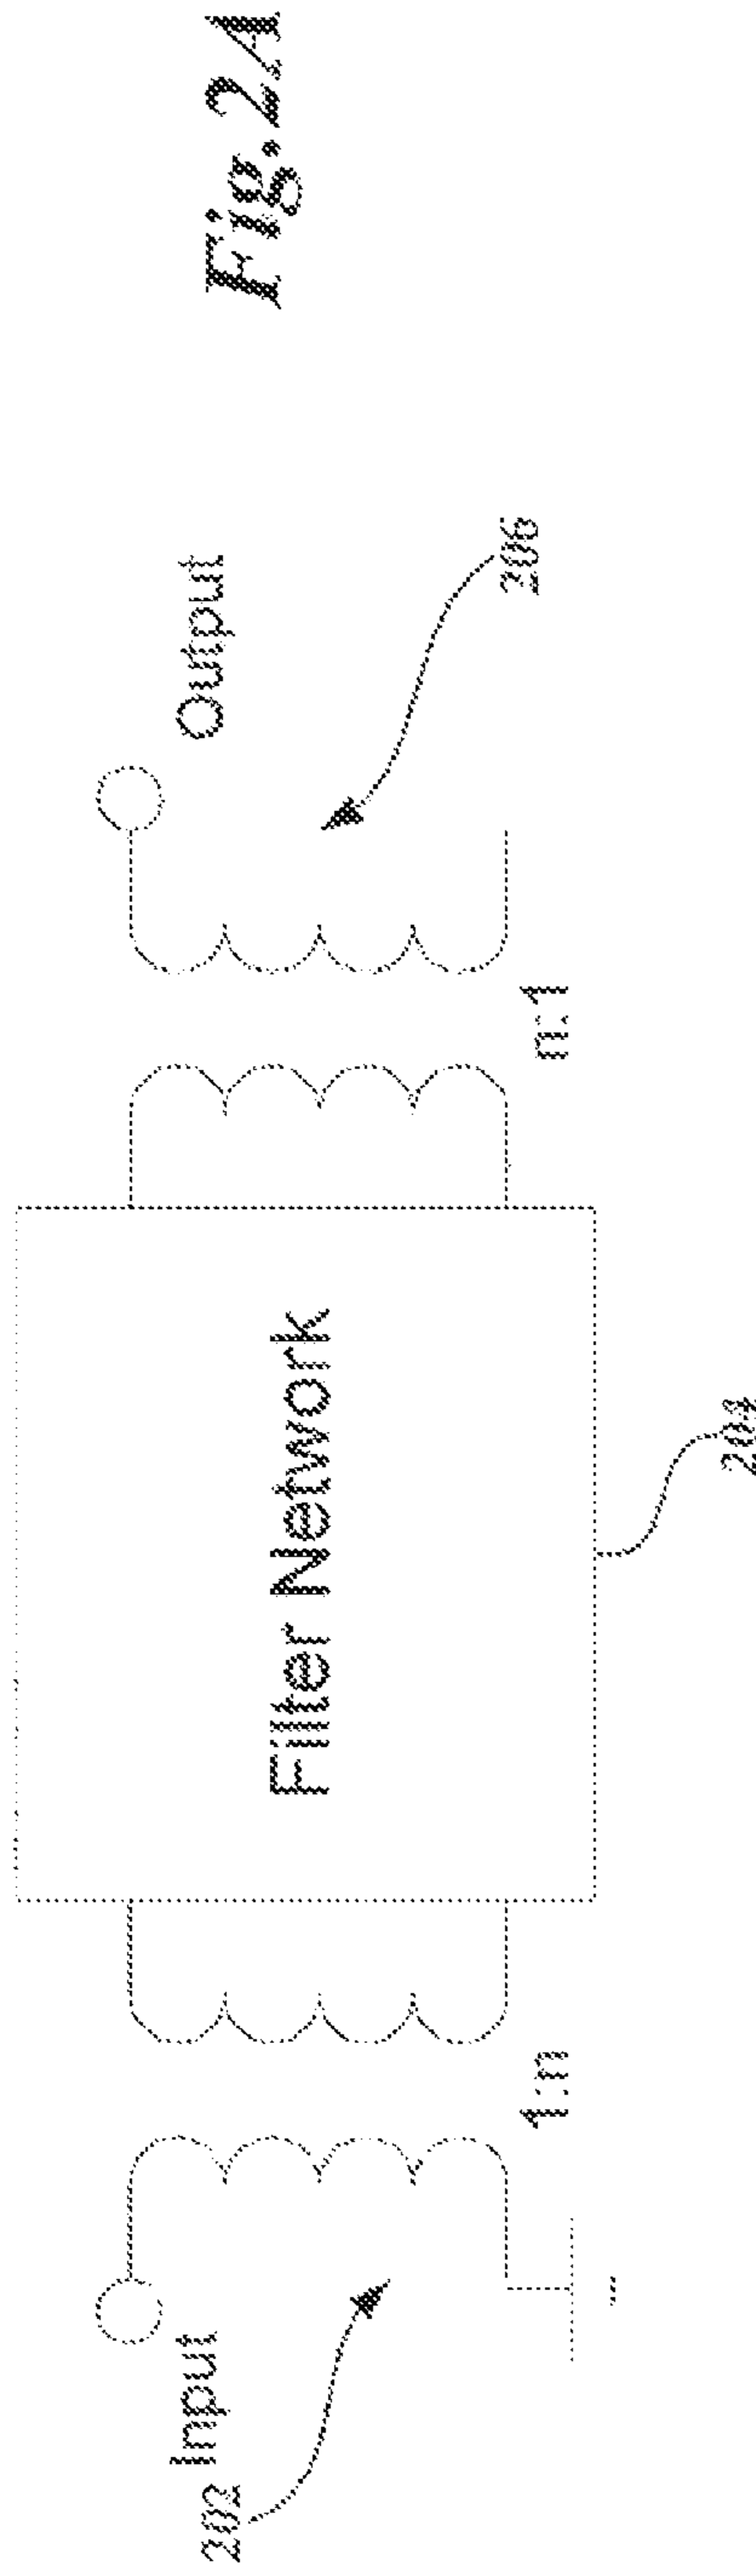 Fig. 2A
Input
Output
Filter Network
1:n
n:1
202
204
206